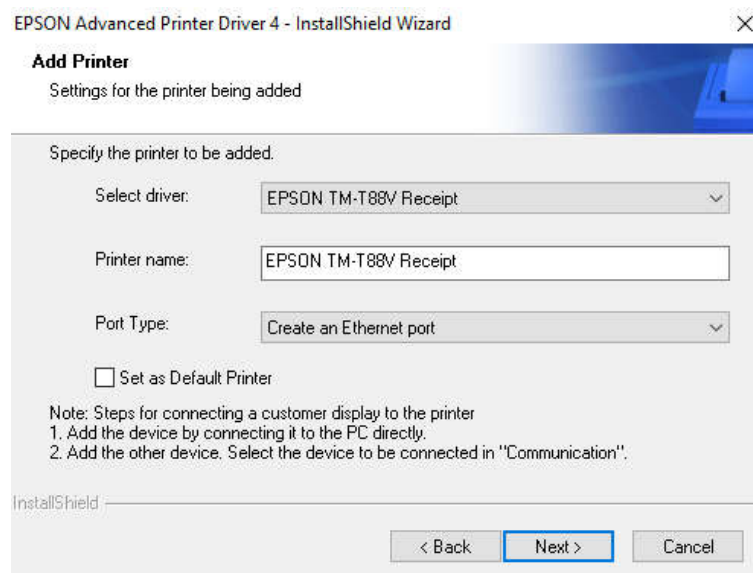 EPSON Advanced Printer Driver 4 - InstallShield Wizard
Add Printer
Settings for the printer being added
Specify the printer to be added.
Select driver:
EPSON TM-T88V Receipt
Printer name:
EPSON TM-T88V Receipt
Port Type:
Create an Ethernet port
Set as Default Printer
Note: Steps for connecting a customer display to the printer
1. Add the device by connecting it to the PC directly.
2. Add the other device. Select the device to be connected in "Communication".
InstallShield
< Back
Next >
Cancel